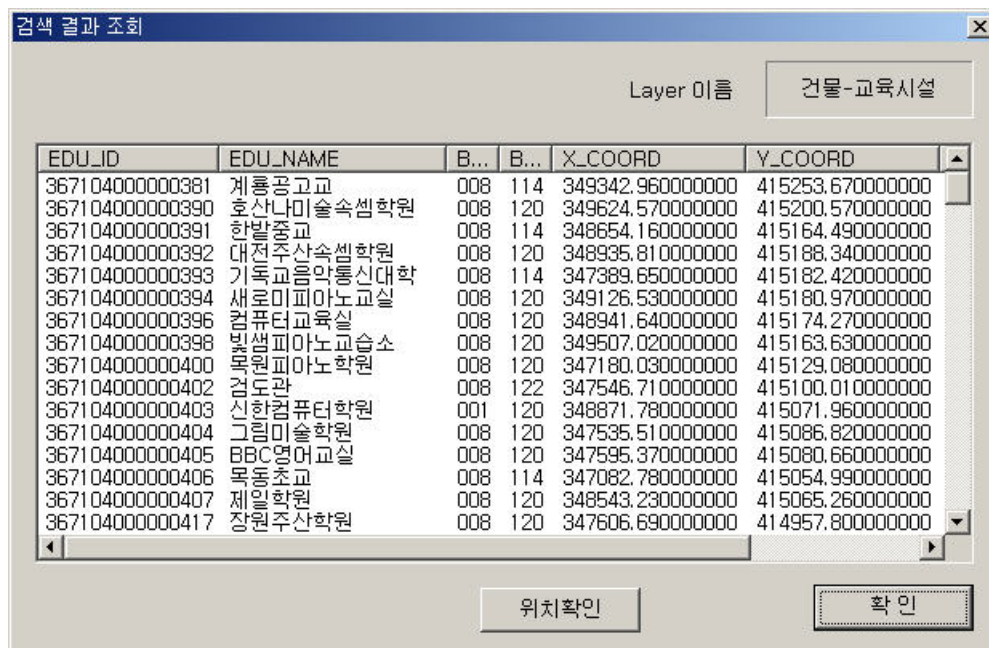 검색 결과 조회
Layer 이름 건물-교육시설
EDU_ID EDU_NAME B... B... X_COORD Y_COORD
367104000000381 계룡공고교 008 114 349342,960000000 415253,670000000
367104000000390 호산나미술속셈학원 008 120 349624,570000000 415200,570000000
367104000000391 한밭중교 008 114 348654,160000000 415164,490000000
367104000000392 대전주산속셈학원 008 120 348935,810000000 415188,340000000
367104000000393 기독교음악통신대학 008 114 347389,650000000 415182,420000000
367104000000394 새로미피아노교실 008 120 349126,530000000 415180,970000000
367104000000396 컴퓨터교육실 008 120 348941,640000000 415174,270000000
367104000000398 빛샘피아노교습소 008 120 349507,020000000 415163,630000000
367104000000400 목원피아노학원 008 120 347180,030000000 415129,080000000
367104000000402 검도관 008 122 347546,710000000 415100,010000000
367104000000403 신한컴퓨터학원 001 120 348871,780000000 415071,960000000
367104000000404 그림미술학원 008 120 347535,510000000 415086,820000000
367104000000405 BBC영어교실 008 120 347595,370000000 415080,660000000
367104000000406 목동초교 008 114 347082,780000000 415054,990000000
367104000000407 제일학원 008 120 348543,230000000 415065,260000000
367104000000417 장원주산학원 008 120 347606,690000000 414957,800000000
위치확인 확 인